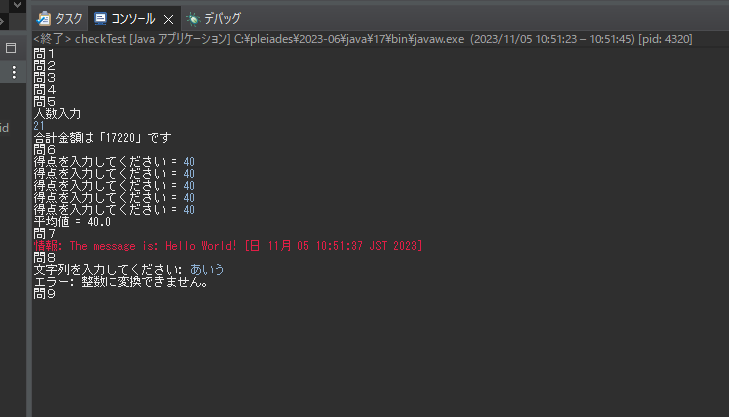 タスク コンソール デバッグ
<終了> checkTest [Java アプリケーション] C:¥pleiades¥2023-06¥java¥17¥bin¥javaw.exe (2023/11/05 10:51:23 – 10:51:45) [pid: 4320]
問1
問2
問3
問4
問5
人数入力
21
合計金額は「17220」です
問6
得点を入力してください = 40
得点を入力してください = 40
得点を入力してください = 40
得点を入力してください = 40
得点を入力してください = 40
平均値 = 40.0
問7
情報: The message is: Hello World! [日 11月 05 10:51:37 JST 2023]
問8
文字列を入力してください: あいう
エラー: 整数に変換できません。
問9
id